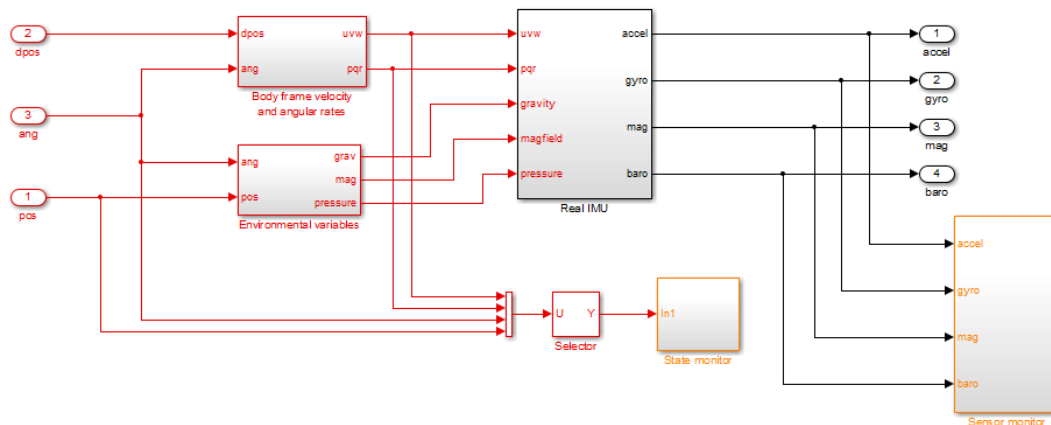 2
dpos
3
ang
1
pos
dpos
ang
uvw
pqr
Body frame velocity
and angular rates
ang
pos
grav
mag
pressure
Environmental variables
uvw
pqr
gravity
magfield
pressure
accel
gyro
mag
baro
Real IMU
1
accel
2
gyro
3
mag
4
baro
U
Y
Selector
In1
State monitor
accel
gyro
mag
baro
Sensor monitor